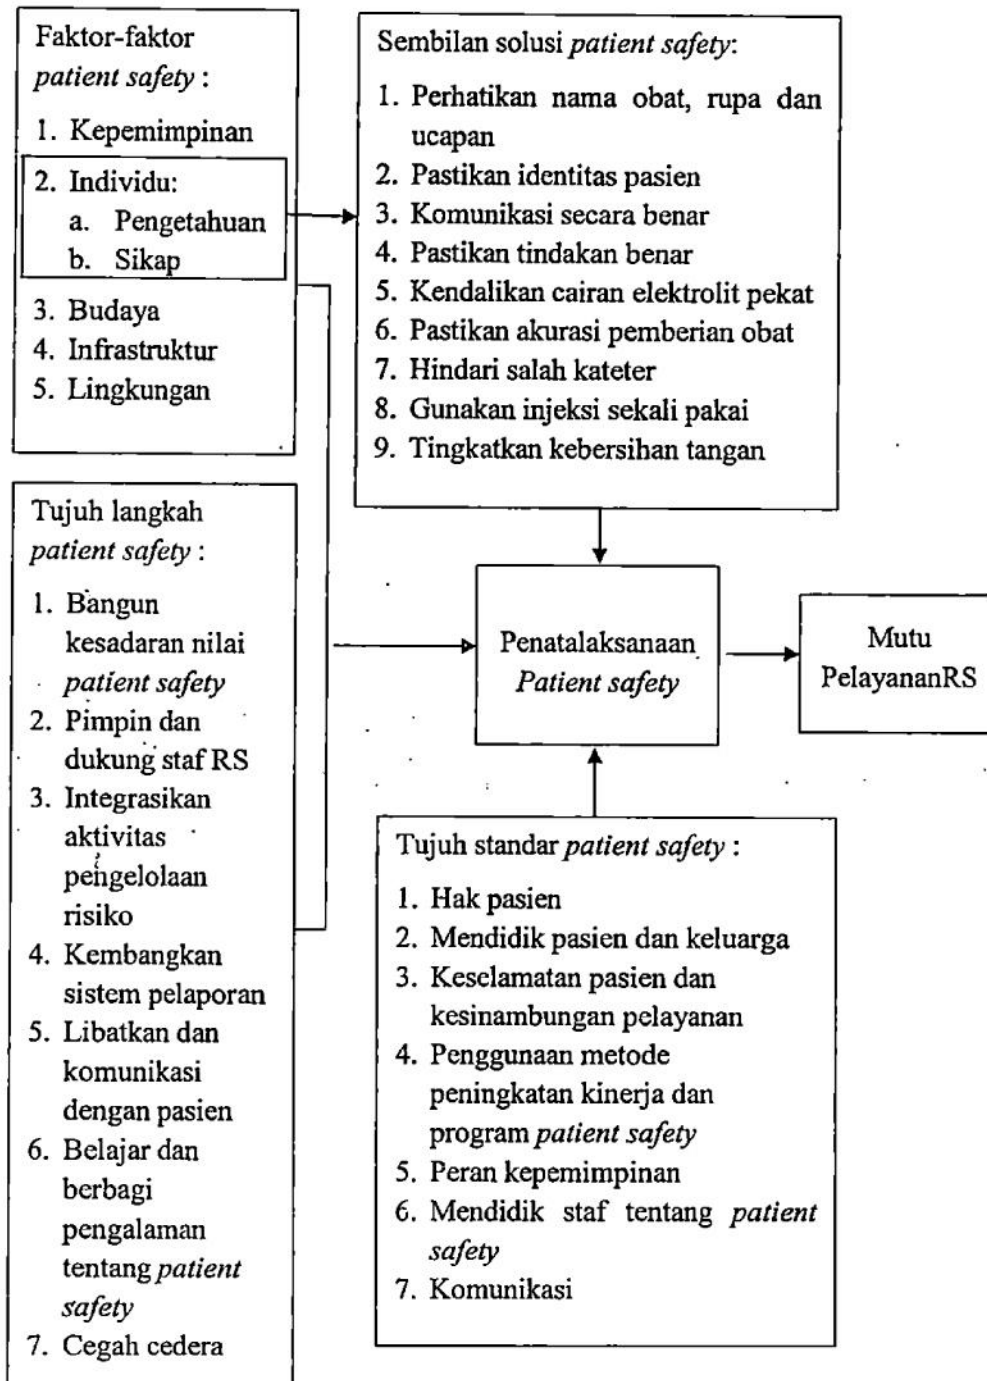 Faktor-faktor
patient safety :
1. Kepemimpinan
2. Individu:
a. Pengetahuan
b. Sikap
3. Budaya
4. Infrastruktur
5. Lingkungan
Sembilan solusi patient safety:
1. Perhatikan nama obat, rupa dan
ucapan
2. Pastikan identitas pasien
3. Komunikasi secara benar
4. Pastikan tindakan benar
5. Kendalikan cairan elektrolit pekat
6. Pastikan akurasi pemberian obat
7. Hindari salah kateter
8. Gunakan injeksi sekali pakai
9. Tingkatkan kebersihan tangan
Tujuh langkah
patient safety :
1. Bangun
kesadaran nilai
patient safety
2. Pimpin dan
dukung staf RS
3. Integrasikan
aktivitas
pengelolaan
risiko
4. Kembangkan
sistem pelaporan
5. Libatkan dan
komunikasi
dengan pasien
6. Belajar dan
berbagi
pengalaman
tentang patient
safety
7. Cegah cedera
Penatalaksanaan
Patient safety
Mutu
PelayananRS
Tujuh standar patient safety :
1. Hak pasien
2. Mendidik pasien dan keluarga
3. Keselamatan pasien dan
kesinambungan pelayanan
4. Penggunaan metode
peningkatan kinerja dan
program patient safety
5. Peran kepemimpinan
6. Mendidik staf tentang patient
safety
7. Komunikasi